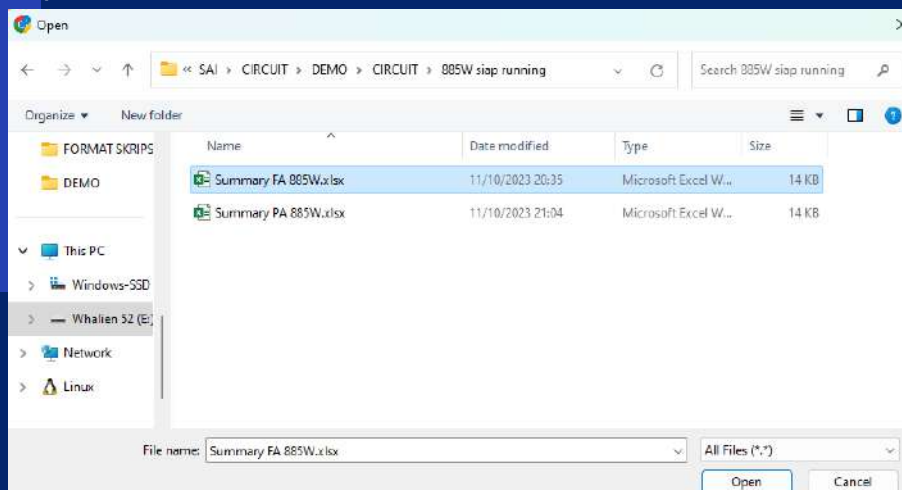 Open
« SAI › CIRCUIT › DEMO › CIRCUIT › 885W siap running
Search 885W siap running
Organize New folder
Name Date modified Type Size
FORMAT SKRIPS
DEMO
Summary FA 885W.xlsx 11/10/2023 20:35 Microsoft Excel W... 14 KB
Summary PA 885W.xlsx 11/10/2023 21:04 Microsoft Excel W... 14 KB
This PC
Windows-SSD
Whalien 52 (E:)
Network
Linux
File name: Summary FA 885W.xlsx All Files (*.*)
Open Cancel